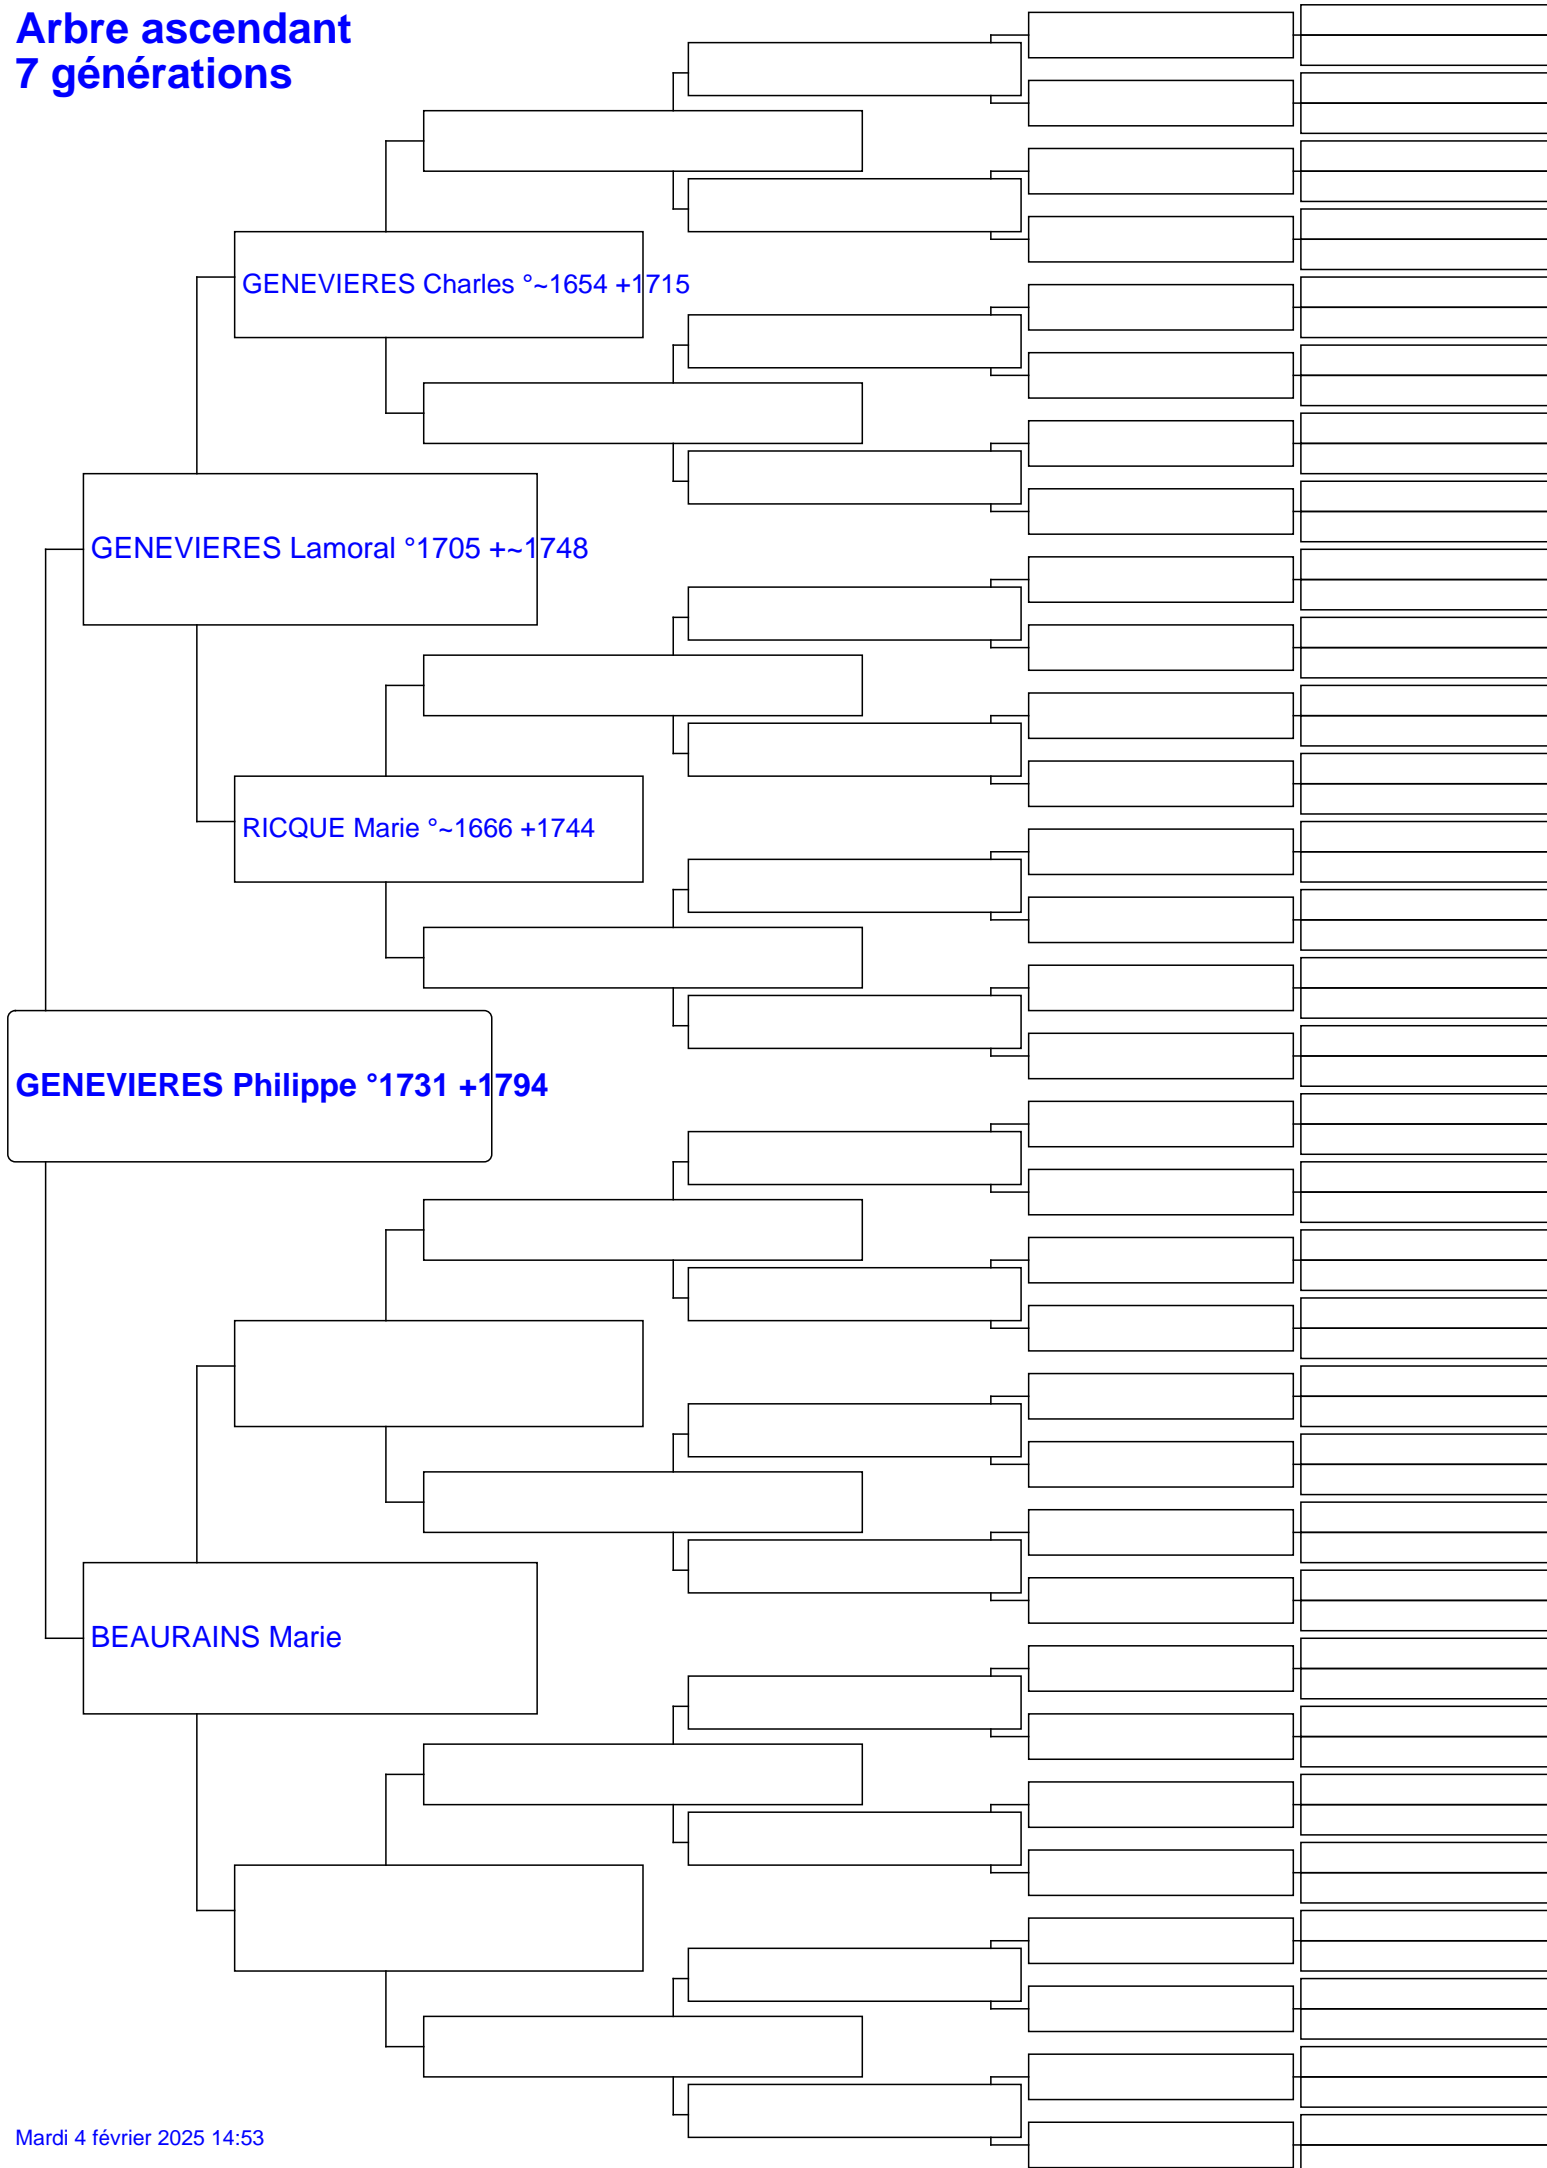 Arbre ascendant
7 générations
GENEVIERES Charles °~1654 +1715
GENEVIERES Lamoral °1705 +~1748
RICQUE Marie °~1666 +1744
GENEVIERES Philippe °1731 +1794
BEAURAINS Marie
Mardi 4 février 2025 14:53